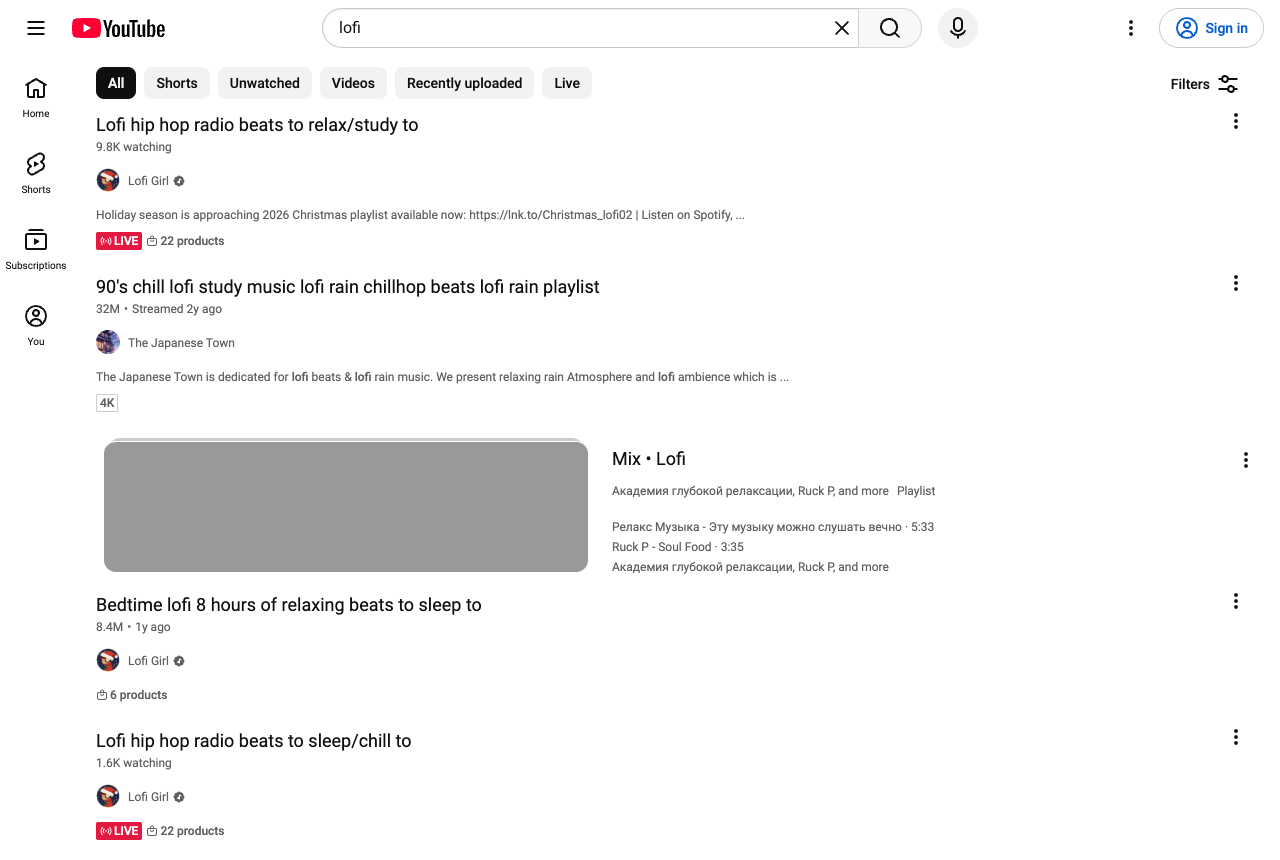 YouTube
lofi
Sign in
All
Shorts
Unwatched
Videos
Recently uploaded
Live
Filters
Home
Shorts
Subscriptions
You
Lofi hip hop radio beats to relax/study to
9.8K watching
Lofi Girl
Holiday season is approaching 2026 Christmas playlist available now: https://lnk.to/Christmas_lofi02 | Listen on Spotify, ...
LIVE 22 products
90's chill lofi study music lofi rain chillhop beats lofi rain playlist
32M • Streamed 2y ago
The Japanese Town
The Japanese Town is dedicated for lofi beats & lofi rain music. We present relaxing rain Atmosphere and lofi ambience which is ...
4K
Mix • Lofi
Академия глубокой релаксации, Ruck P, and more Playlist
Релакс Музыка - Эту музыку можно слушать вечно · 5:33
Ruck P - Soul Food · 3:35
Академия глубокой релаксации, Ruck P, and more
Bedtime lofi 8 hours of relaxing beats to sleep to
8.4M • 1y ago
Lofi Girl
6 products
Lofi hip hop radio beats to sleep/chill to
1.6K watching
Lofi Girl
LIVE 22 products